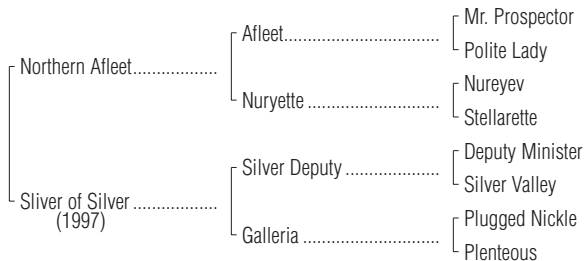 Mr. Prospector
Afleet
Polite Lady
Northern Afleet
Nureyev
Nuryette
Stellarette
Deputy Minister
Silver Deputy
Silver Valley
Sliver of Silver
(1997)
Plugged Nickle
Galleria
Plenteous